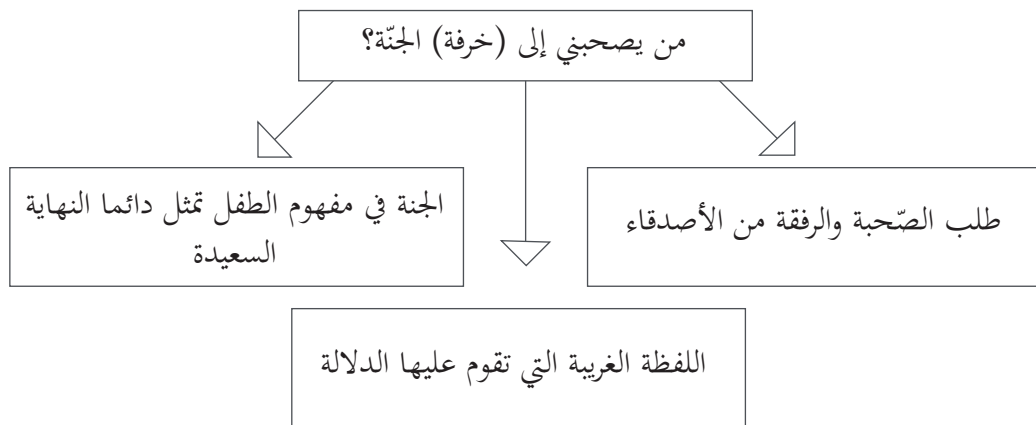 من يصحبني إلى (خرفة) الجنّة؟
طلب الصّحبة والرفقة من الأصدقاء
الجنة في مفهوم الطفل تمثل دائما النهاية
السعيدة
اللفظة الغريبة التي تقوم عليها الدلالة